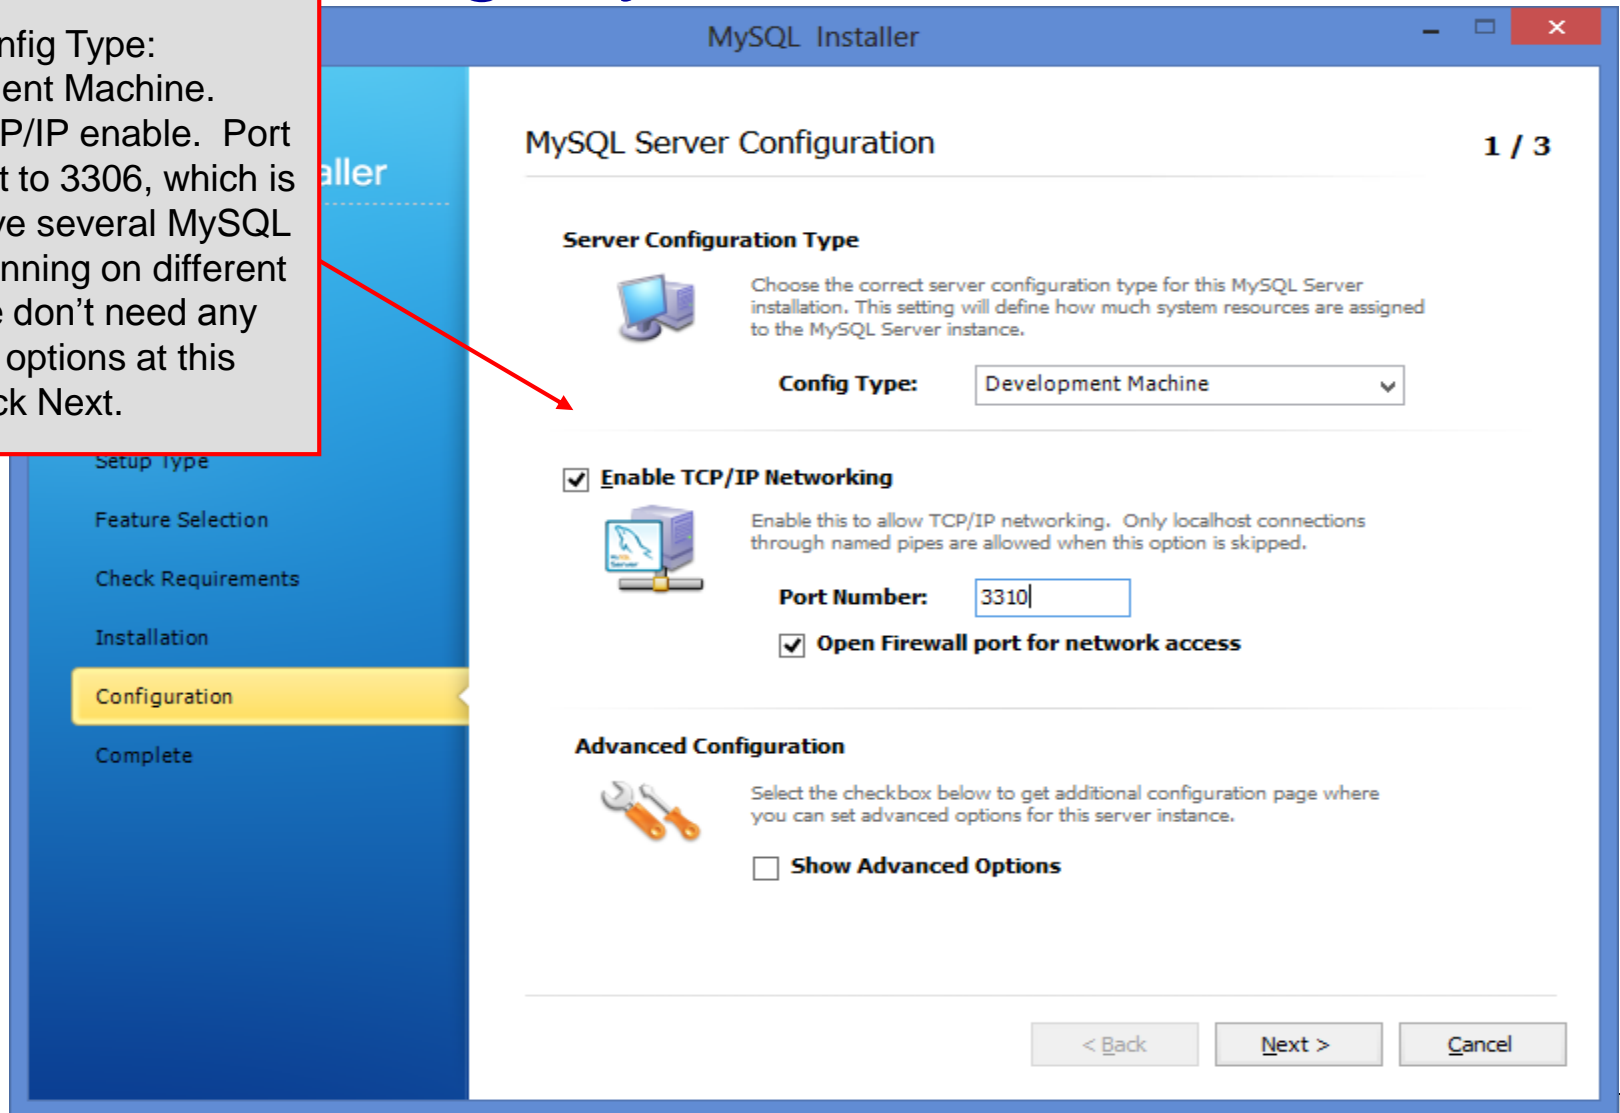 nfig Type:
ent Machine.
P/IP enable. Port
t to 3306, which is
ve several MySQL
nning on different
e don't need any
options at this
ck Next.
MySQL Installer
aller
Setup Type
Feature Selection
Check Requirements
Installation
Configuration
Complete
MySQL Server Configuration
1 / 3
Server Configuration Type
Choose the correct server configuration type for this MySQL Server
installation. This setting will define how much system resources are assigned
to the MySQL Server instance.
Config Type: Development Machine
Enable TCP/IP Networking
Enable this to allow TCP/IP networking. Only localhost connections
through named pipes are allowed when this option is skipped.
Port Number: 3310
Open Firewall port for network access
Advanced Configuration
Select the checkbox below to get additional configuration page where
you can set advanced options for this server instance.
Show Advanced Options
< Back Next > Cancel